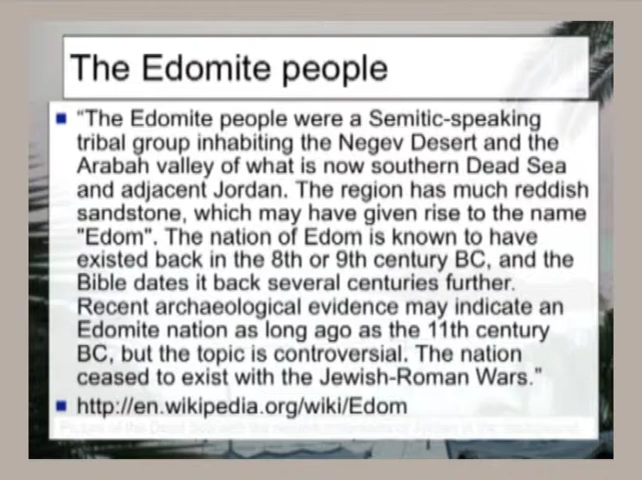 The Edomite people
"The Edomite people were a Semitic-speaking
tribal group inhabiting the Negev Desert and the
Arabah valley of what is now southern Dead Sea
and adjacent Jordan. The region has much reddish
sandstone, which may have given rise to the name
"Edom". The nation of Edom is known to have
existed back in the 8th or 9th century BC, and the
Bible dates it back several centuries further.
Recent archaeological evidence may indicate an
Edomite nation as long ago as the 11th century
BC, but the topic is controversial. The nation
ceased to exist with the Jewish-Roman Wars."
http://en.wikipedia.org/wiki/Edom